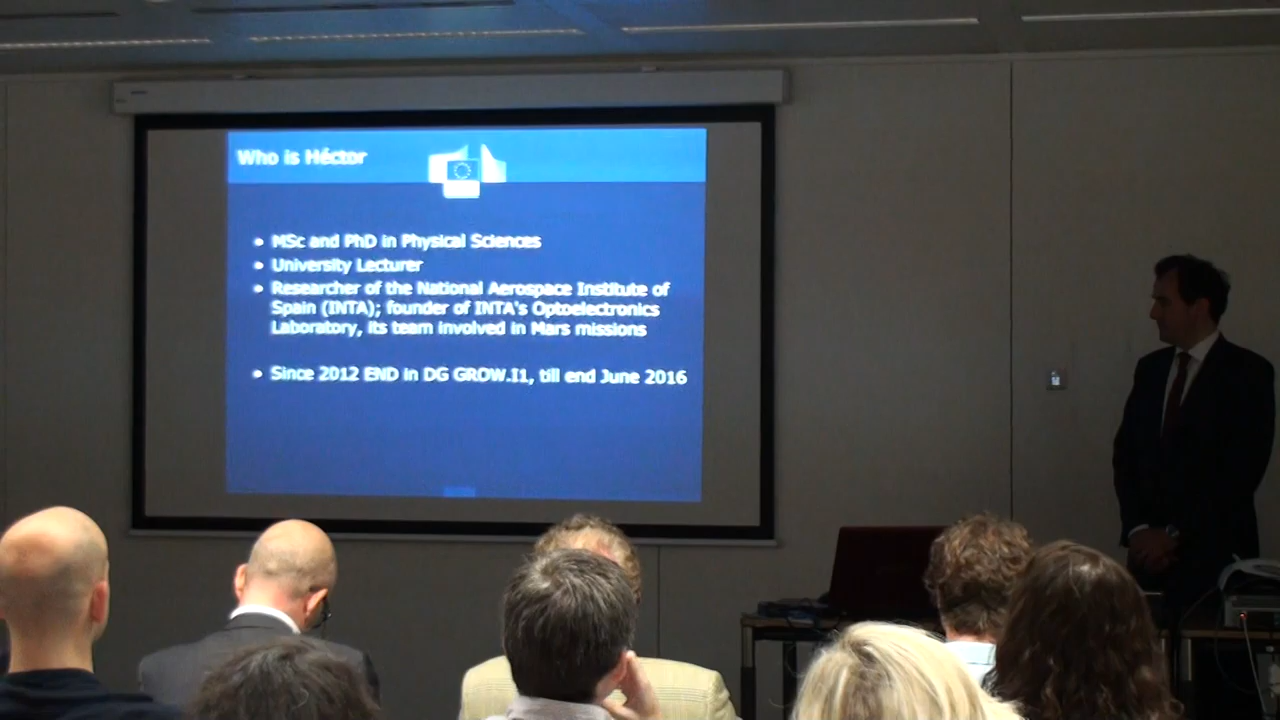 Who is Héctor
• MSc and PhD in Physical Sciences
• University Lecturer
• Researcher of the National Aerospace Institute of
Spain (INTA); founder of INTA's Optoelectronics
Laboratory, its team involved in Mars missions
• Since 2012 END in DG GROW.I1, till end June 2016